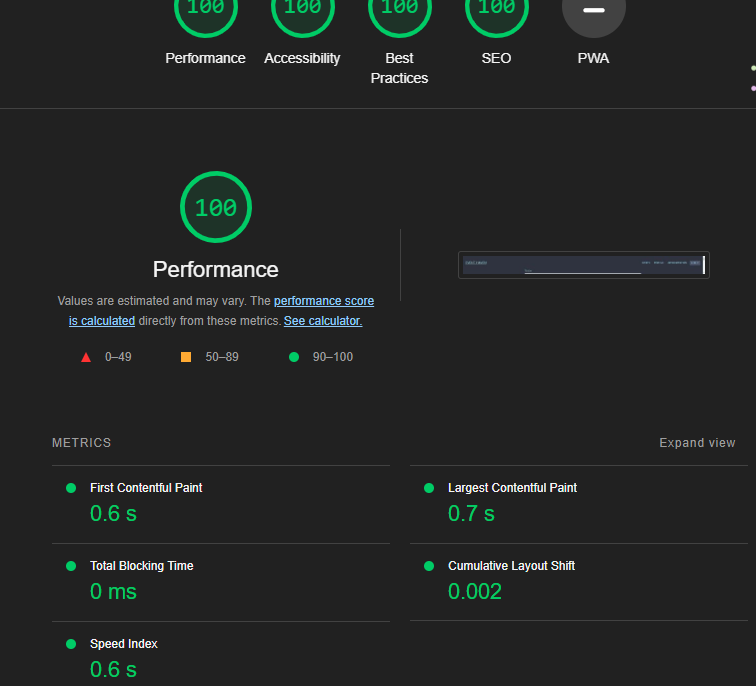 100 100 100 100
Performance Accessibility Best Practices SEO PWA
100
Performance
Values are estimated and may vary. The performance score
is calculated directly from these metrics. See calculator.
0–49 50–89 90–100
METRICS Expand view
First Contentful Paint Largest Contentful Paint
0.6 s 0.7 s
Total Blocking Time Cumulative Layout Shift
0 ms 0.002
Speed Index
0.6 s